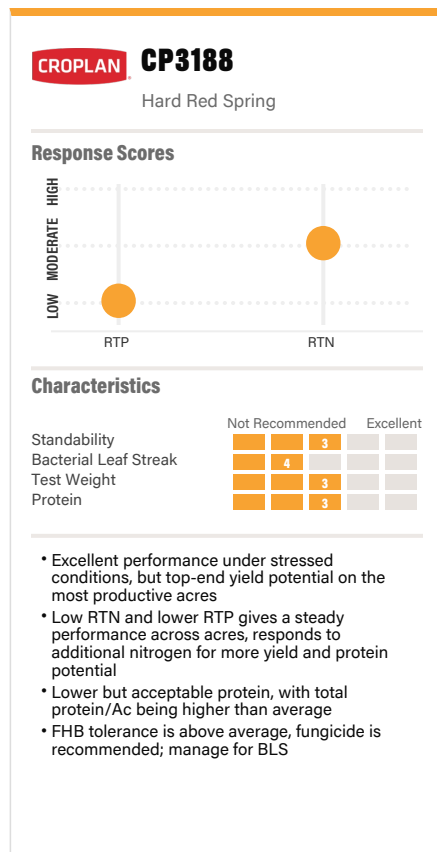 CROPLAN CP3188
Hard Red Spring
Response Scores
HIGH
MODERATE
LOW
RTP RTN
Characteristics
Not Recommended Excellent
Standability 3
Bacterial Leaf Streak 4
Test Weight 3
Protein 3
• Excellent performance under stressed
conditions, but top-end yield potential on the
most productive acres
• Low RTN and lower RTP gives a steady
performance across acres, responds to
additional nitrogen for more yield and protein
potential
• Lower but acceptable protein, with total
protein/Ac being higher than average
• FHB tolerance is above average, fungicide is
recommended; manage for BLS